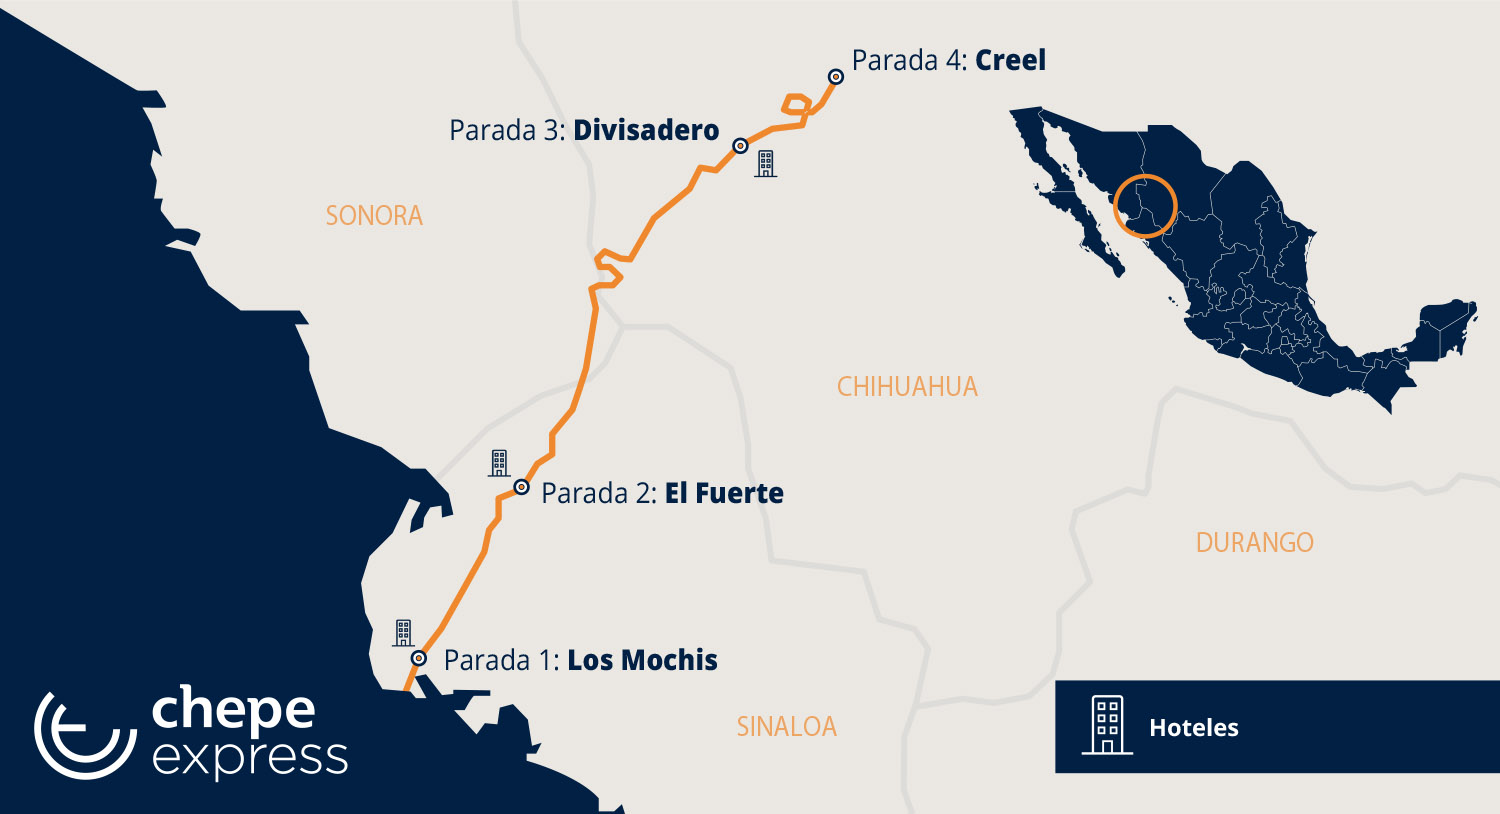 Parada 4: Creel
Parada 3: Divisadero
SONORA
CHIHUAHUA
Parada 2: El Fuerte
DURANGO
Parada 1: Los Mochis
SINALOA
chepe
express
Hoteles